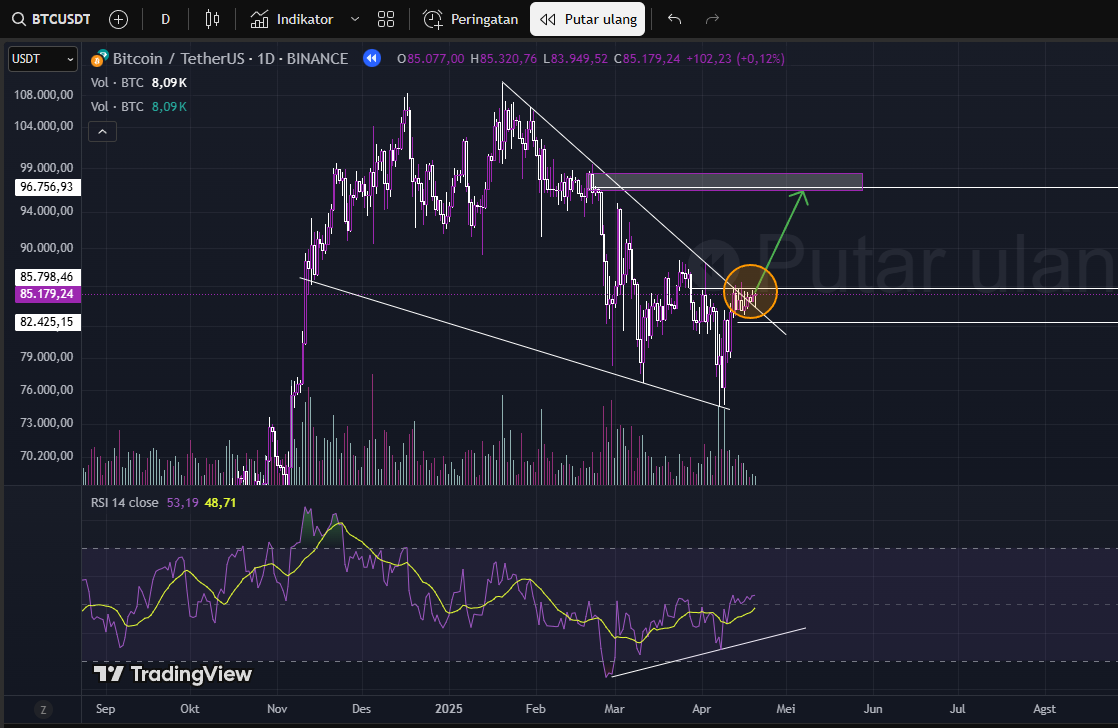 BTCUSDT D Indikator Peringatan Putar ulang
USDT Bitcoin / TetherUS · 1D · BINANCE O85.077,00 H85.320,76 L83.949,52 C85.179,24 +102,23 (+0,12%)
Vol · BTC 8,09K
Vol · BTC 8,09K
108.000,00
104.000,00
99.000,00
96.756,93
94.000,00
90.000,00
Putar ulan
85.798,46
85.179,24
82.425,15
79.000,00
76.000,00
73.000,00
70.200,00
RSI 14 close 53,19 48,71
TradingView
Z Sep Okt Nov Des 2025 Feb Mar Apr Mei Jun Jul Agst